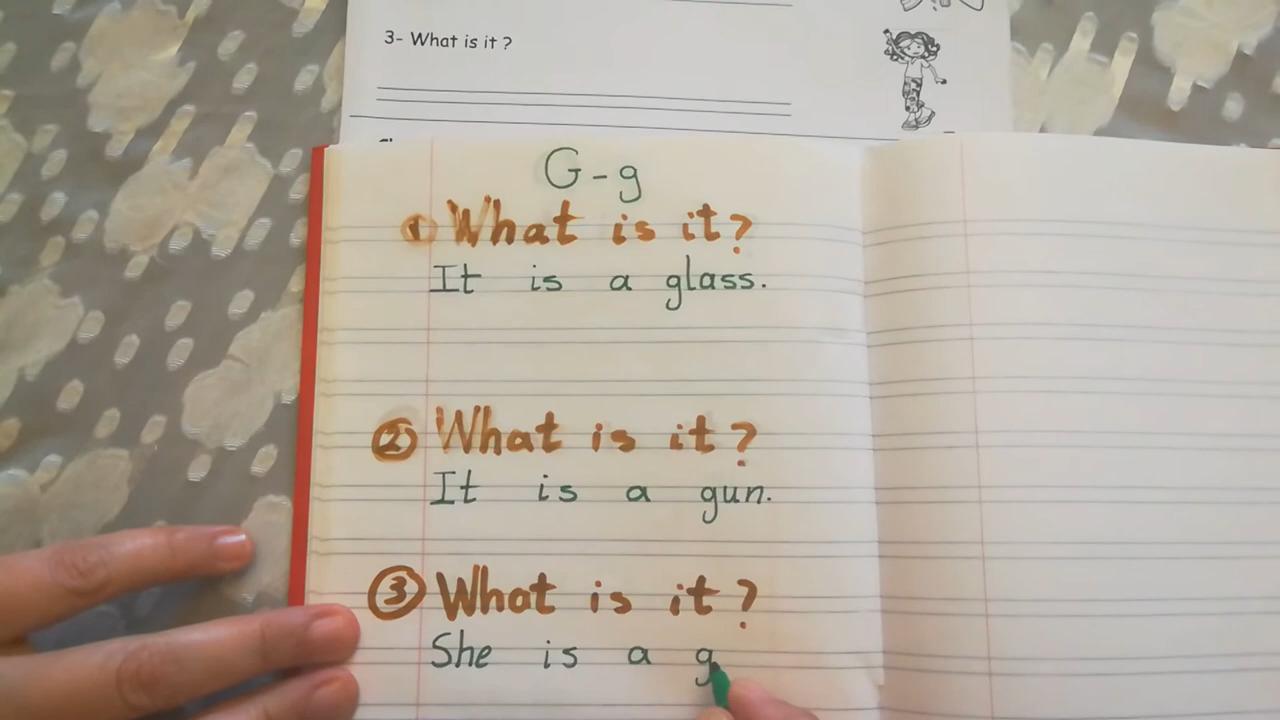 3- What is it ?
G-g
① What is it?
It is a glass.
② What is it?
It is a gun.
③ What is it?
She is a g